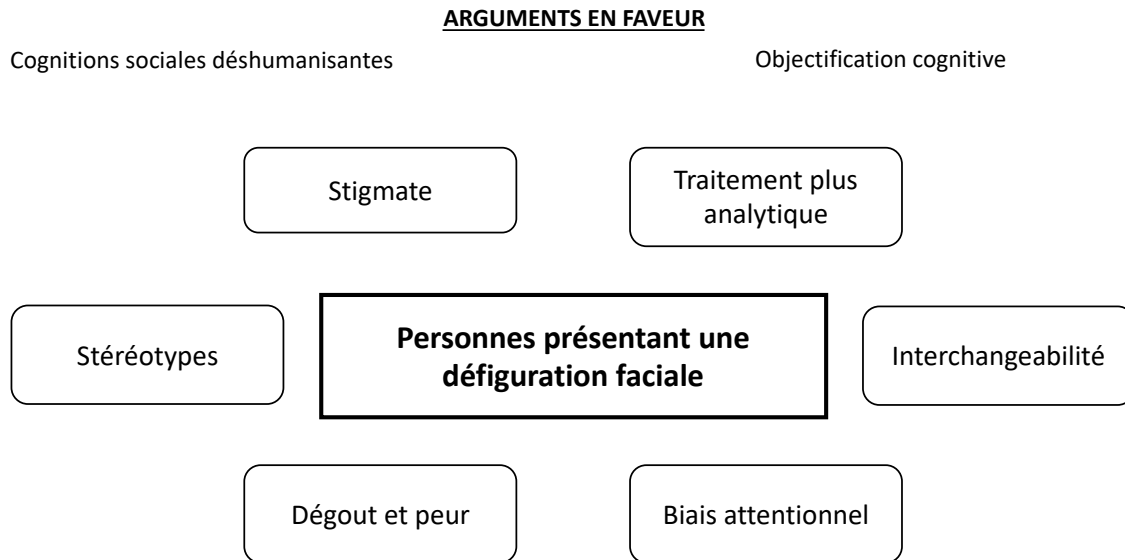 ARGUMENTS EN FAVEUR
Cognitions sociales déshumanisantes
Objectification cognitive
Stigmate
Traitement plus
analytique
Stéréotypes
Personnes présentant une
défiguration faciale
Interchangeabilité
Dégout et peur
Biais attentionnel